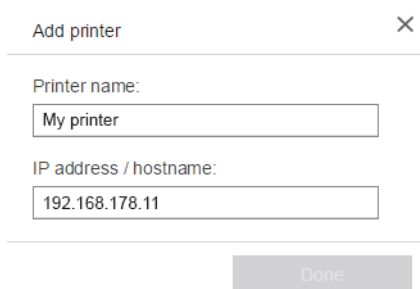 Add printer
Printer name:
My printer
IP address / hostname:
192.168.178.11
Done